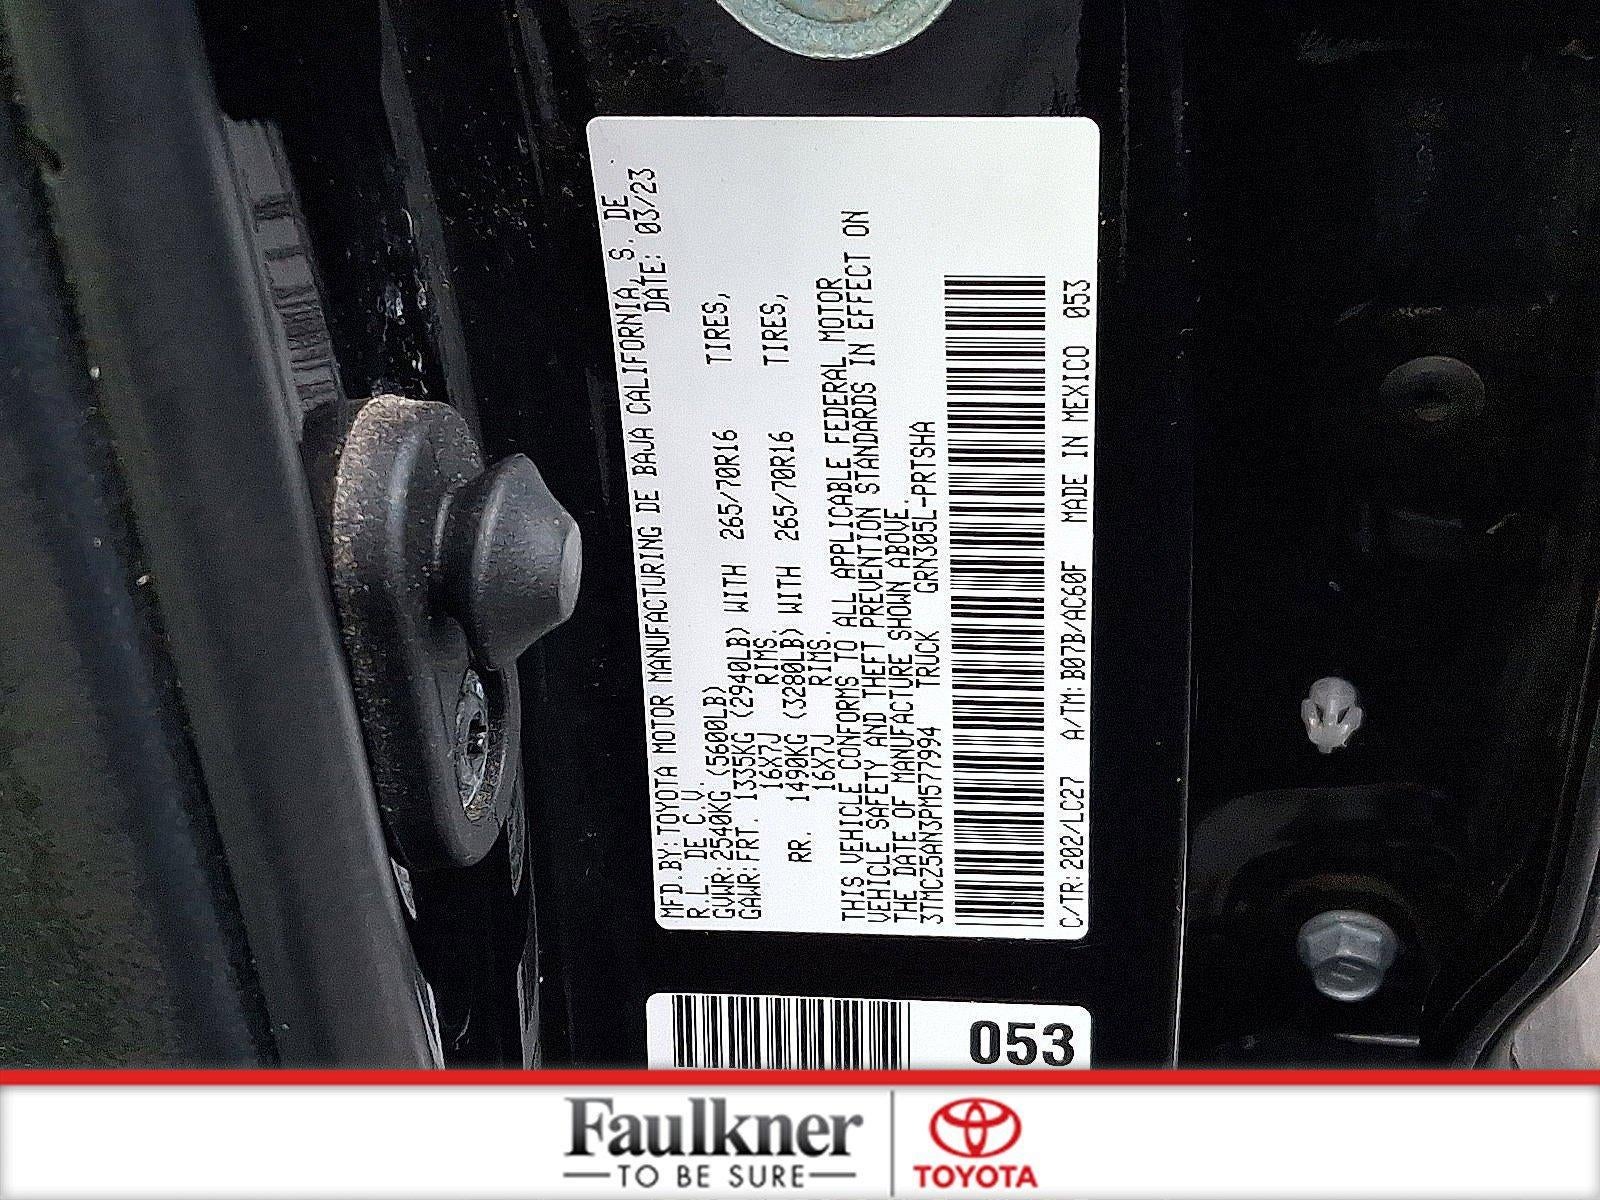 MFD.BY:TOYOTA MOTOR MANUFACTURING DE BAJA CALIFORNIA, S. DE
R.L. DE C.V. DATE: 03/23
GVWR:2540KG (5600LB)
GAWR:FRT. 1335KG (2940LB) WITH 265/70R16 TIRES,
16X7J RIMS.
RR. 1490KG (3280LB) WITH 265/70R16 TIRES,
16X7J RIMS.
THIS VEHICLE CONFORMS TO ALL APPLICABLE FEDERAL MOTOR
VEHICLE SAFETY AND THEFT PREVENTION STANDARDS IN EFFECT ON
THE DATE OF MANUFACTURE SHOWN ABOVE.
3TMCZ5AN3PM577994 TRUCK GRN305L-PRTSHA
C/TR:202/LC27 A/TM:B07B/AC60F MADE IN MEXICO 053
053
Faulkner
TO BE SURE
TOYOTA